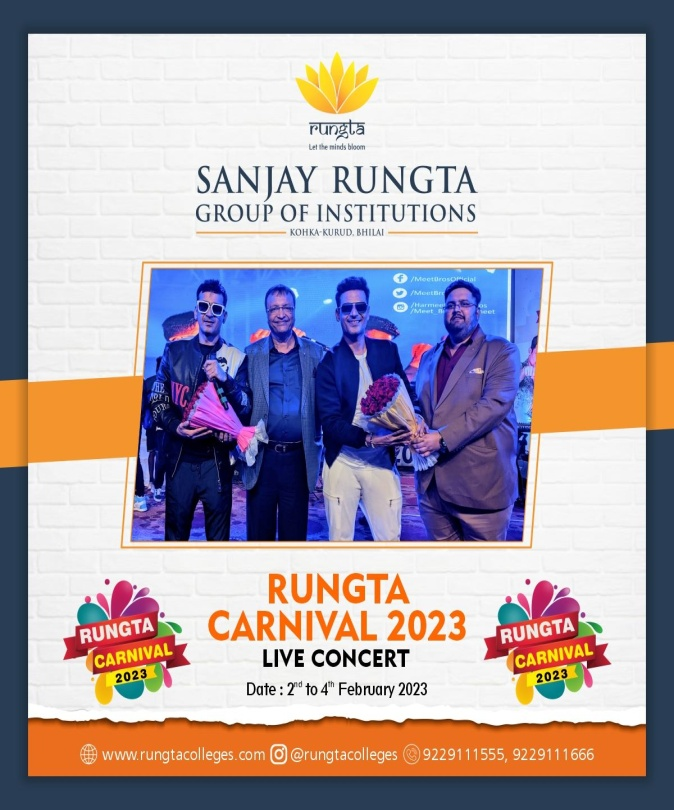 rungta
Let the minds bloom
SANJAY RUNGTA
GROUP OF INSTITUTIONS
KOHKA-KURUD, BHILAI
/MeetBrosOfficial
NYC
RUNGTA
CARNIVAL 2023
LIVE CONCERT
Date : 2nd to 4th February 2023
RUNGTA
CARNIVAL
2023
RUNGTA
CARNIVAL
2023
www.rungtacolleges.com @rungtacolleges 9229111555, 9229111666